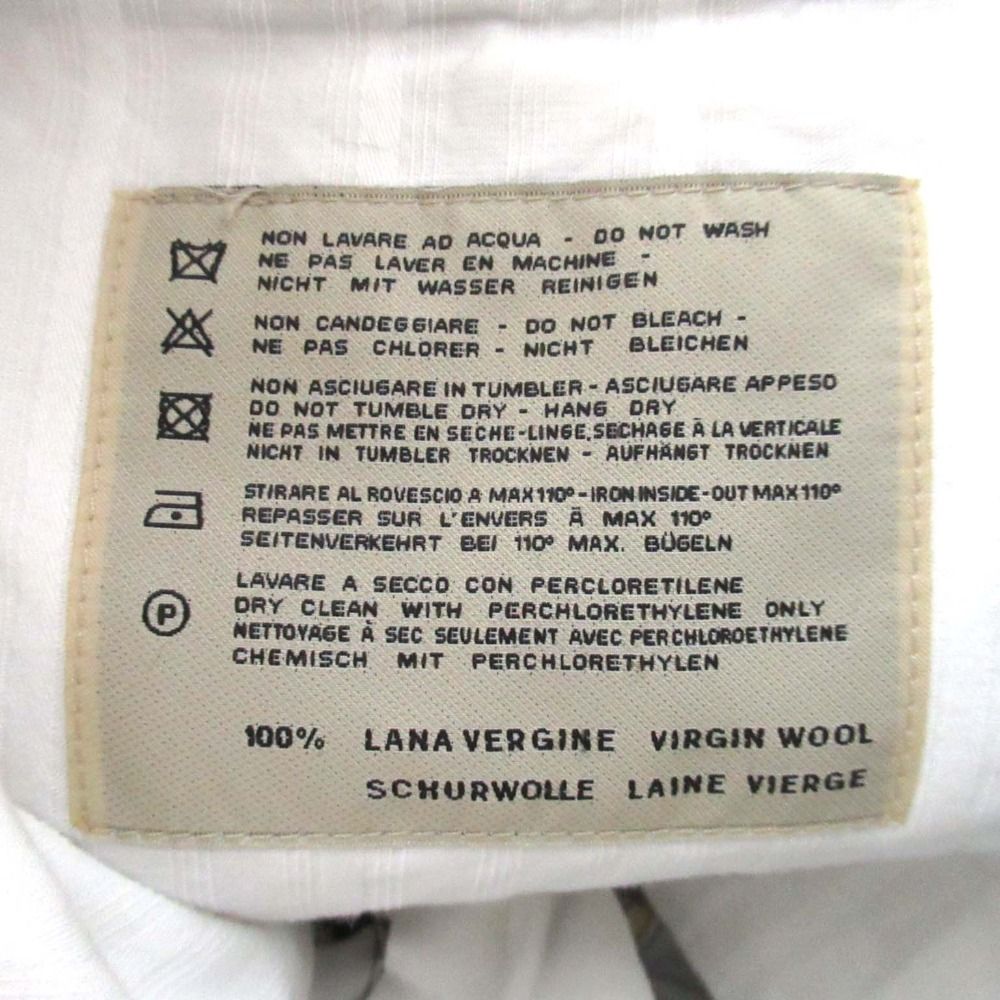 NON LAVARE AD ACQUA - DO NOT WASH
NE PAS LAVER EN MACHINE -
NICHT MIT WASSER REINIGEN
NON CANDEGGIARE - DO NOT BLEACH -
NE PAS CHLORER - NICHT BLEICHEN
NON ASCIUGARE IN TUMBLER - ASCIUGARE APPESO
DO NOT TUMBLE DRY - HANG DRY
NE PAS METTRE EN SECHE-LINGE, SECHAGE À LA VERTICALE
NICHT IN TUMBLER TROCKNEN - AUFHÄNGT TROCKNEN
STIRARE AL ROVESCIO A MAX 110° - IRON INSIDE-OUT MAX 110°
REPASSER SUR L'ENVERS Ā MAX 110°
SEITENVERKEHRT BEI 110° MAX. BÜGELN
P LAVARE A SECCO CON PERCLORETILENE
DRY CLEAN WITH PERCHLORETHYLENE ONLY
NETTOYAGE À SEC SEULEMENT AVEC PERCHLOROETHYLENE
CHEMISCH MIT PERCHLORETHYLEN
100% LANA VERGINE VIRGIN WOOL
SCHURWOLLE LAINE VIERGE